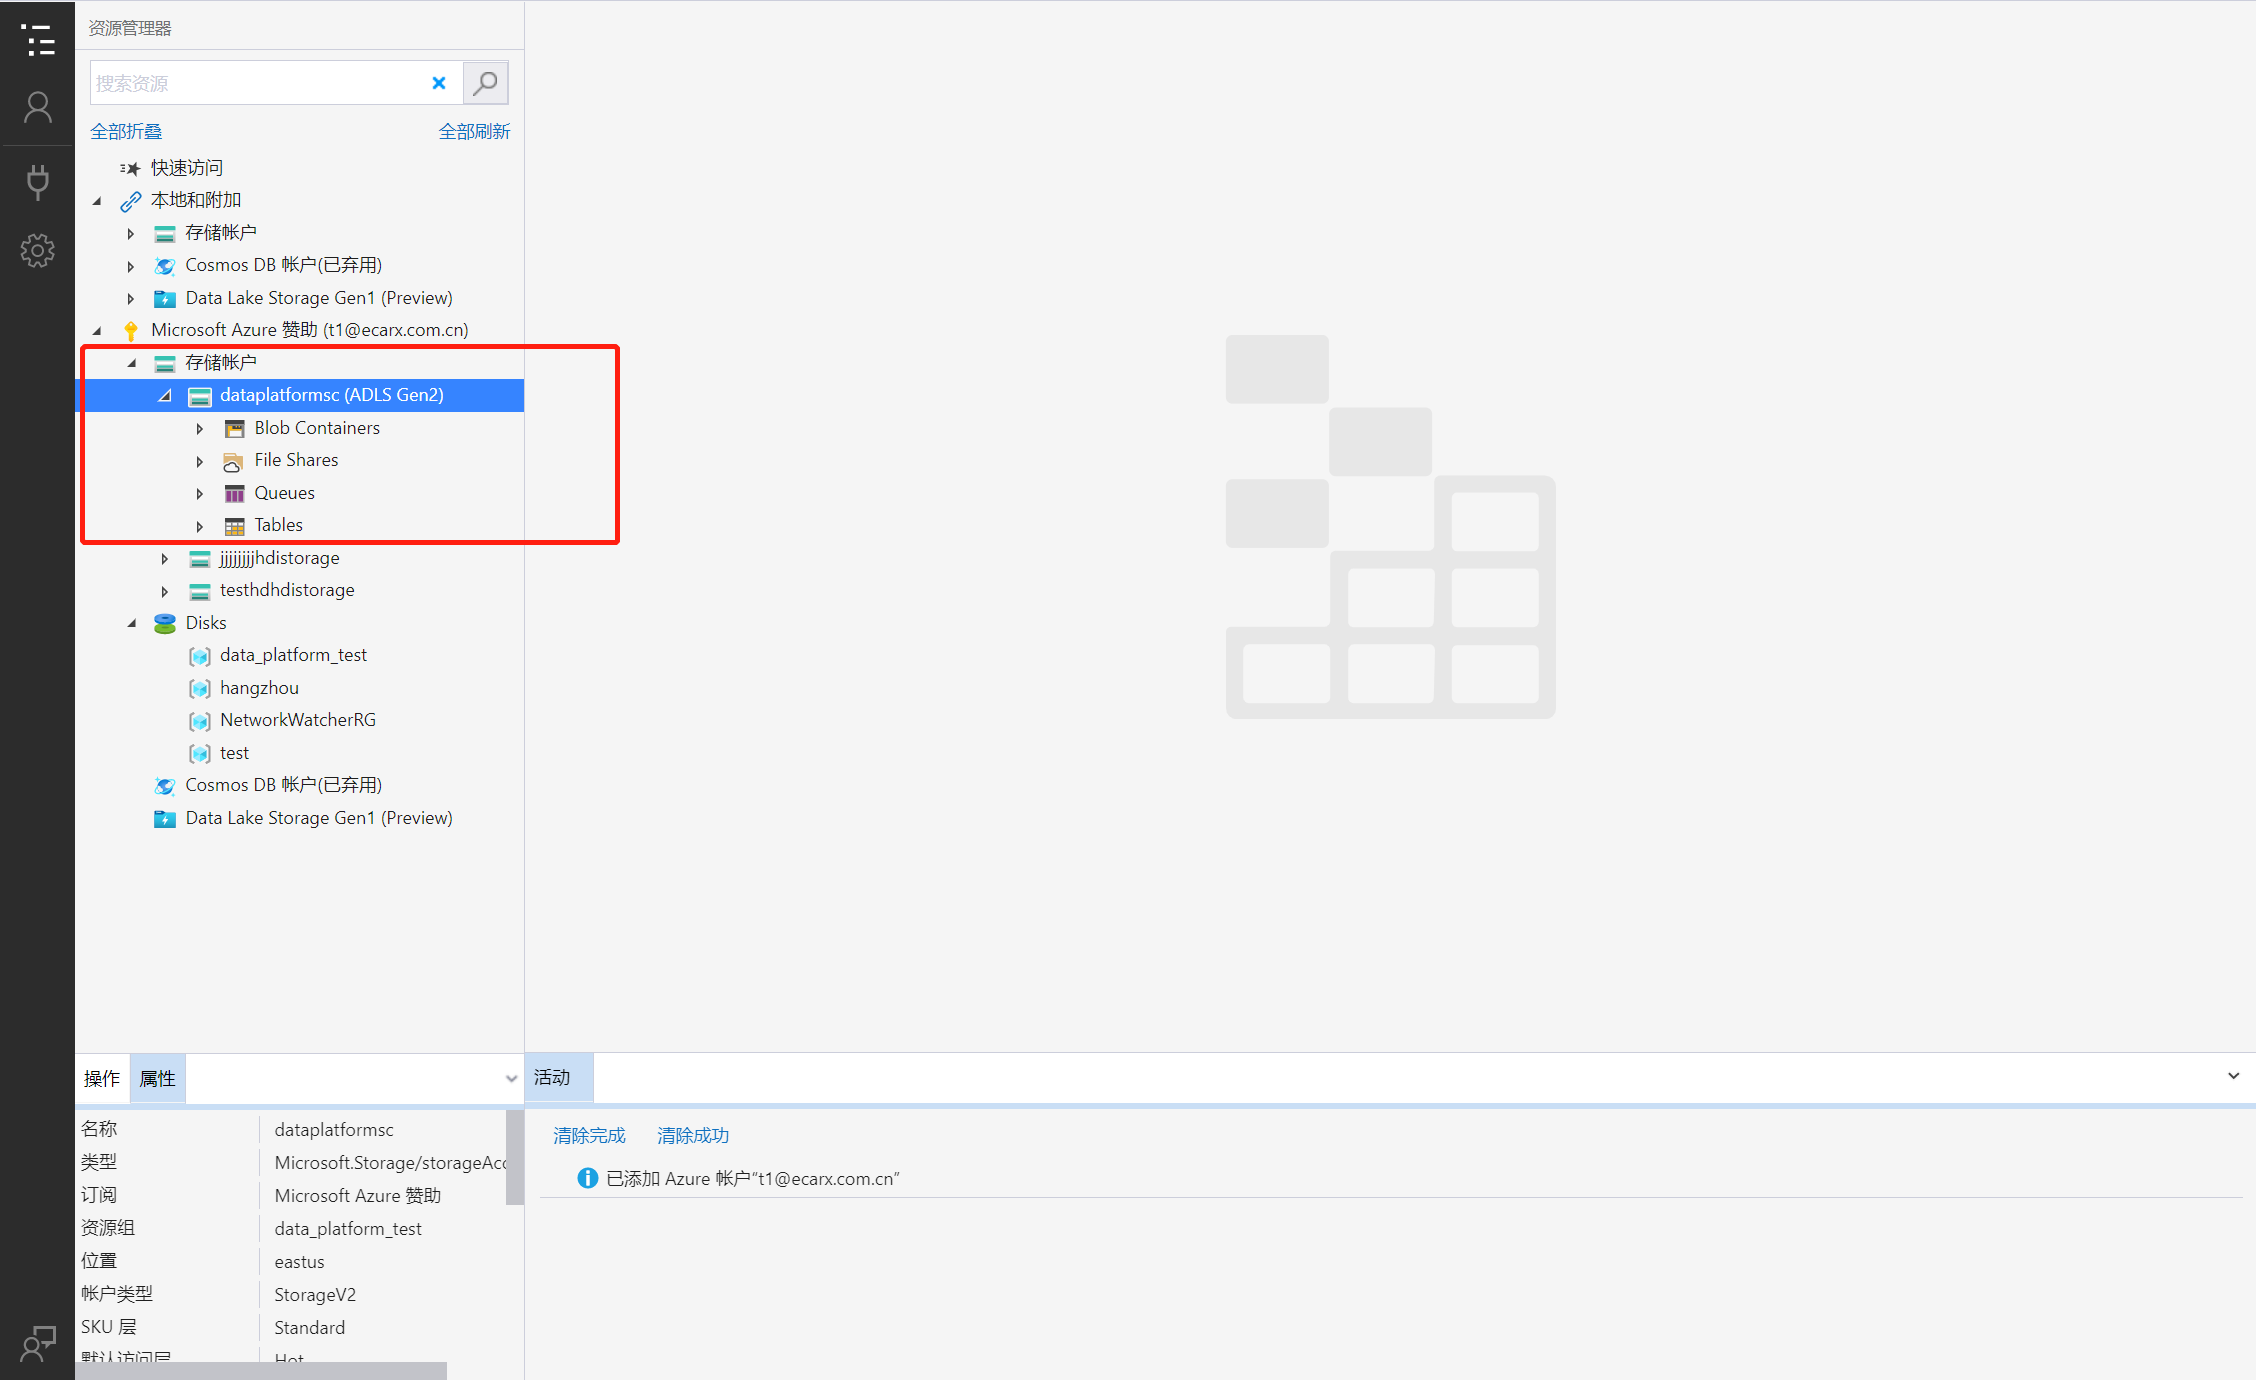 资源管理器
搜索资源
全部折叠 全部刷新
快速访问
本地和附加
存储帐户
Cosmos DB 帐户(已弃用)
Data Lake Storage Gen1 (Preview)
Microsoft Azure 赞助 (t1@ecarx.com.cn)
存储帐户
dataplatformsc (ADLS Gen2)
Blob Containers
File Shares
Queues
Tables
jjjjjjjjhdistorage
testhdhdistorage
Disks
data_platform_test
hangzhou
NetworkWatcherRG
test
Cosmos DB 帐户(已弃用)
Data Lake Storage Gen1 (Preview)
操作 属性
名称 dataplatformsc
类型 Microsoft.Storage/storageAcc
订阅 Microsoft Azure 赞助
资源组 data_platform_test
位置 eastus
帐户类型 StorageV2
SKU 层 Standard
默认访问层 Hot
活动
清除完成 清除成功
已添加 Azure 帐户“t1@ecarx.com.cn”